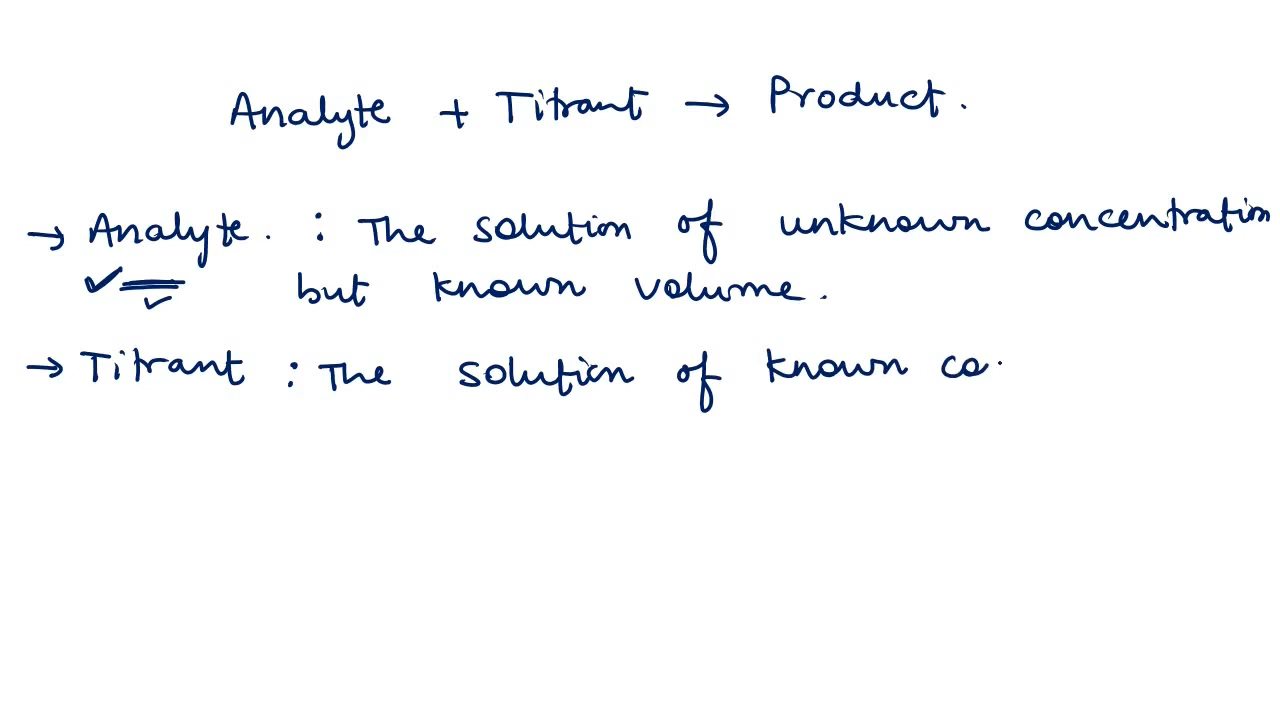 Analyte + Titrant → Product.
→ Analyte. : The solution of unknown concentration
but known volume.
→ Titrant : The solution of known co